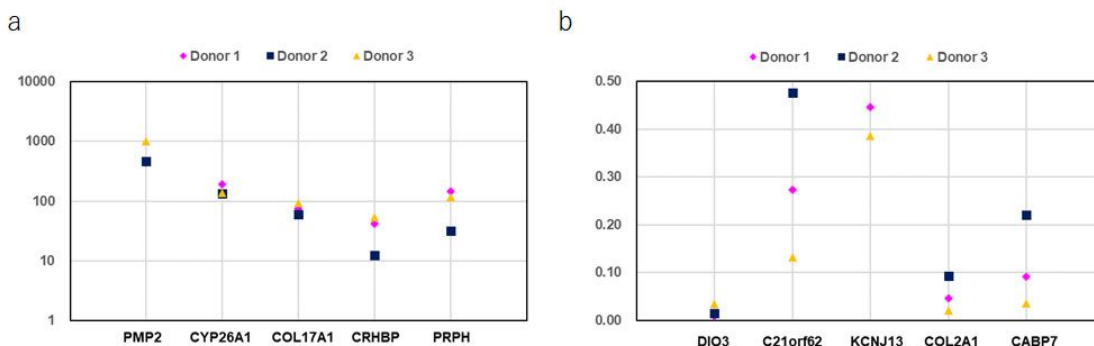 a
Donor 1 Donor 2 Donor 3
10000
1000
100
10
1
PMP2 CYP26A1 COL17A1 CRHBP PRPH
b
Donor 1 Donor 2 Donor 3
0.50
0.40
0.30
0.20
0.10
0.00
DIO3 C21orf62 KCNJ13 COL2A1 CABP7